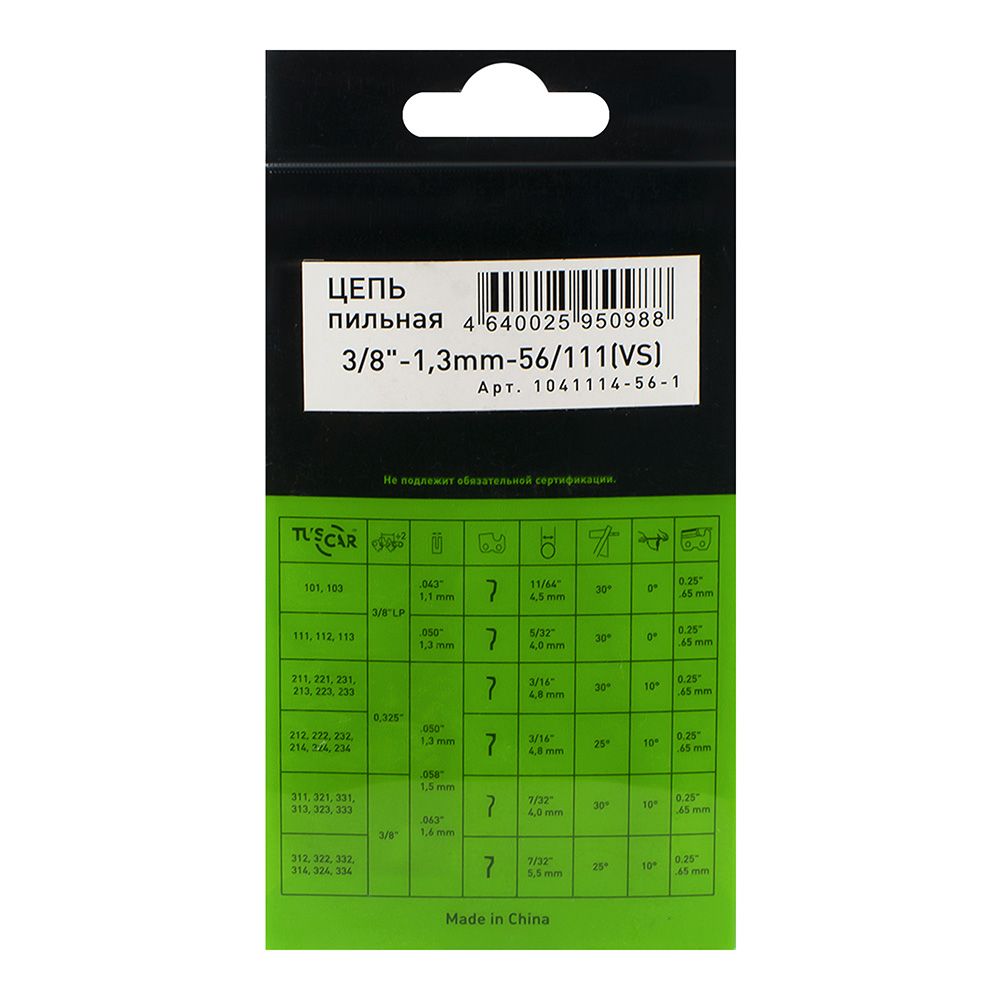 ЦЕПЬ
пильная
4 640025 950988
3/8"-1,3mm-56/111(VS)
Арт. 1041114-56-1
Не подлежит обязательной сертификации.
TU'SCAR ÷2
101, 103 3/8"LP .043" 1,1 mm 11/64" 4,5 mm 30° 0° 0.25" .65 mm
111, 112, 113 .050" 1,3 mm 5/32" 4,0 mm 30° 0° 0.25" .65 mm
211, 221, 231, 213, 223, 233 0,325" .050" 1,3 mm 3/16" 4,8 mm 30° 10° 0.25" .65 mm
212, 222, 232, 214, 224, 234 .058" 1,5 mm 3/16" 4,8 mm 25° 10° 0.25" .65 mm
311, 321, 331, 313, 323, 333 3/8" .063" 1,6 mm 7/32" 4,0 mm 30° 10° 0.25" .65 mm
312, 322, 332, 314, 324, 334 7/32" 5,5 mm 25° 10° 0.25" .65 mm
Made in China